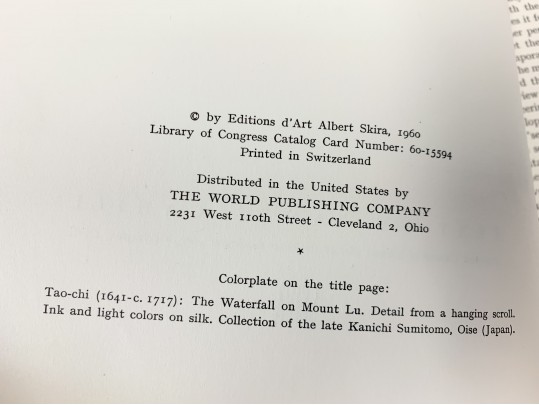 © by Editions d'Art Albert Skira, 1960
Library of Congress Catalog Card Number: 60-15594
Printed in Switzerland
Distributed in the United States by
THE WORLD PUBLISHING COMPANY
2231 West 110th Street - Cleveland 2, Ohio
*
Colorplate on the title page:
Tao-chi (1641-c. 1717): The Waterfall on Mount Lu. Detail from a hanging scroll.
Ink and light colors on silk. Collection of the late Kanichi Sumitomo, Oise (Japan).